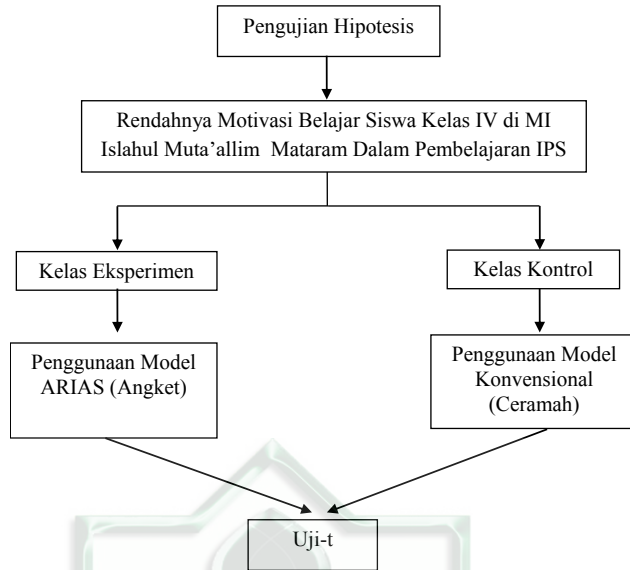 Pengujian Hipotesis
Rendahnya Motivasi Belajar Siswa Kelas IV di MI
Islahul Muta’allim Mataram Dalam Pembelajaran IPS
Kelas Eksperimen
Kelas Kontrol
Penggunaan Model
ARIAS (Angket)
Penggunaan Model
Konvensional
(Ceramah)
Uji-t